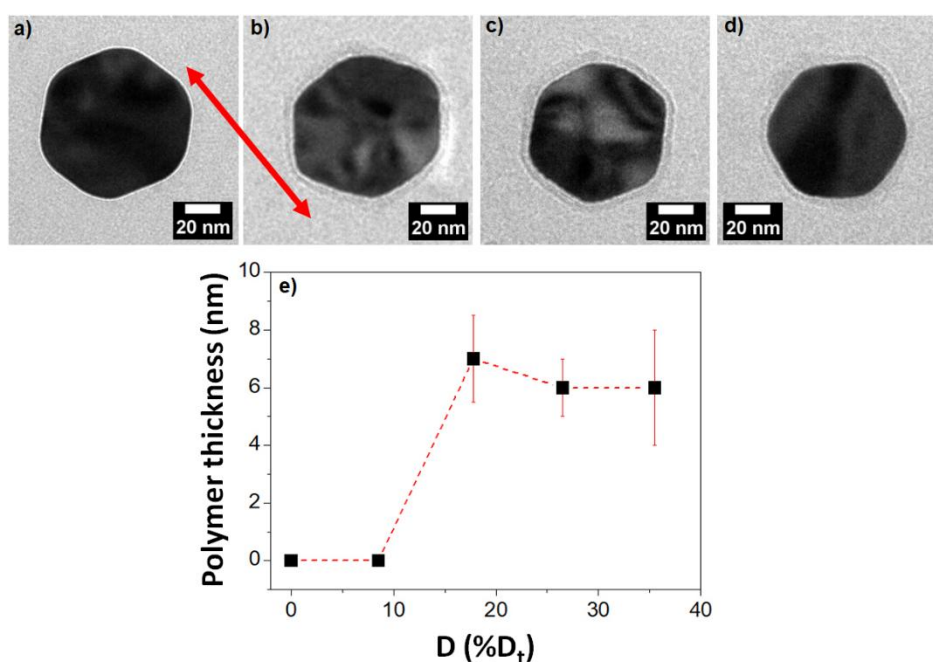 a) b) c) d)
20 nm 20 nm 20 nm 20 nm
e)
Polymer thickness (nm)
10
8
6
4
2
0
0 10 20 30 40
D (%Dₜ)